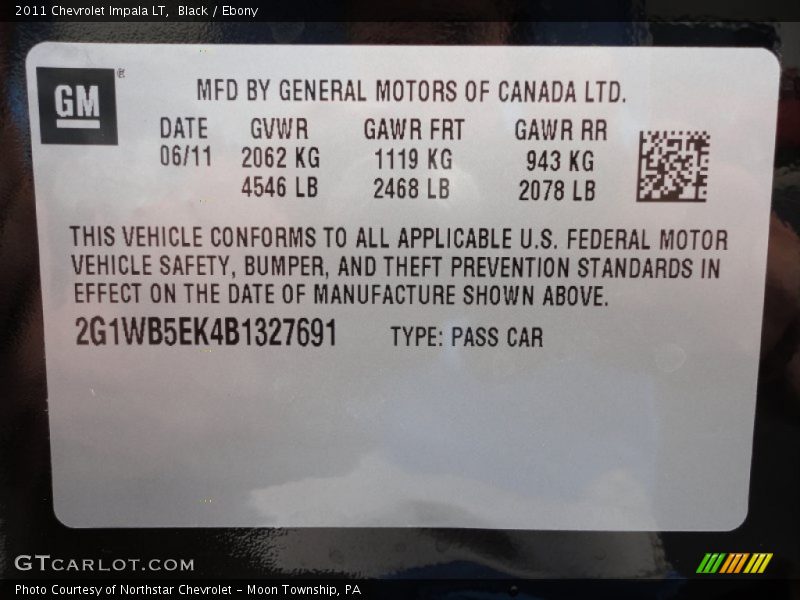 2011 Chevrolet Impala LT, Black / Ebony
GM
MFD BY GENERAL MOTORS OF CANADA LTD.
DATE GVWR GAWR FRT GAWR RR
06/11 2062 KG 1119 KG 943 KG
4546 LB 2468 LB 2078 LB
THIS VEHICLE CONFORMS TO ALL APPLICABLE U.S. FEDERAL MOTOR
VEHICLE SAFETY, BUMPER, AND THEFT PREVENTION STANDARDS IN
EFFECT ON THE DATE OF MANUFACTURE SHOWN ABOVE.
2G1WB5EK4B1327691 TYPE: PASS CAR
GTCARLOT.COM
Photo Courtesy of Northstar Chevrolet - Moon Township, PA